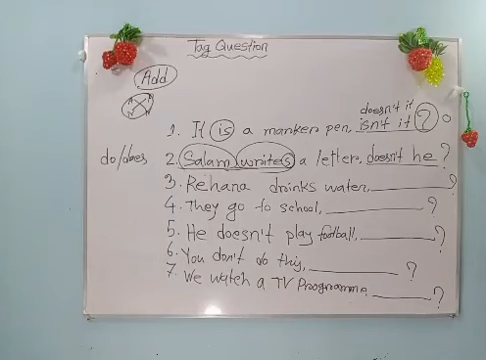 Tag Question
Add
doesn't it
1. It is a marker pen, isn't it ?
do/does
2. Salam writes a letter, doesn't he?
3. Rehana drinks water, ________?
4. They go to school, ________?
5. He doesn't play football, ________?
6. You don't do this, ________?
7. We watch a TV Programme ________?